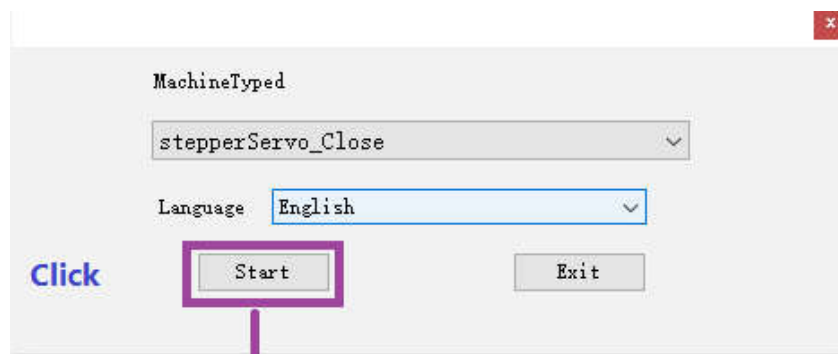 MachineTyped
stepperServo_Close
Language English
Click Start Exit